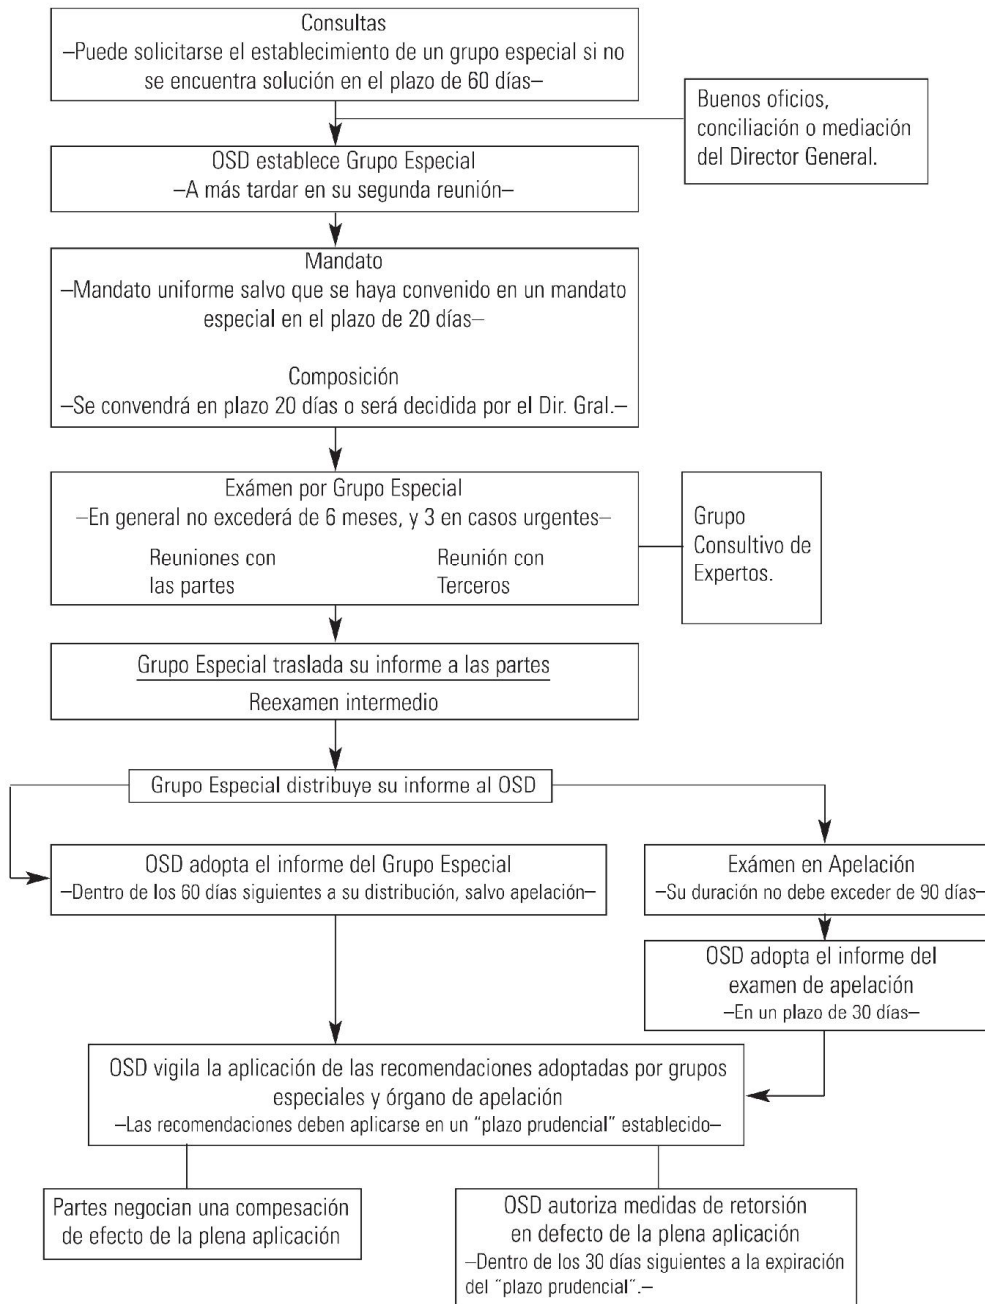 Consultas
–Puede solicitarse el establecimiento de un grupo especial si no
se encuentra solución en el plazo de 60 días–
Buenos oficios,
conciliación o mediación
del Director General.
OSD establece Grupo Especial
–A más tardar en su segunda reunión–
Mandato
–Mandato uniforme salvo que se haya convenido en un mandato
especial en el plazo de 20 días–
Composición
–Se convendrá en plazo 20 días o será decidida por el Dir. Gral.–
Exámen por Grupo Especial
–En general no excederá de 6 meses, y 3 en casos urgentes–
Reuniones con
las partes
Reunión con
Terceros
Grupo
Consultivo de
Expertos.
Grupo Especial traslada su informe a las partes
Reexamen intermedio
Grupo Especial distribuye su informe al OSD
OSD adopta el informe del Grupo Especial
–Dentro de los 60 días siguientes a su distribución, salvo apelación–
Exámen en Apelación
–Su duración no debe exceder de 90 días–
OSD adopta el informe del
examen de apelación
–En un plazo de 30 días–
OSD vigila la aplicación de las recomendaciones adoptadas por grupos
especiales y órgano de apelación
–Las recomendaciones deben aplicarse en un “plazo prudencial” establecido–
Partes negocian una compesación
de efecto de la plena aplicación
OSD autoriza medidas de retorsión
en defecto de la plena aplicación
–Dentro de los 30 días siguientes a la expiración
del “plazo prudencial”.–